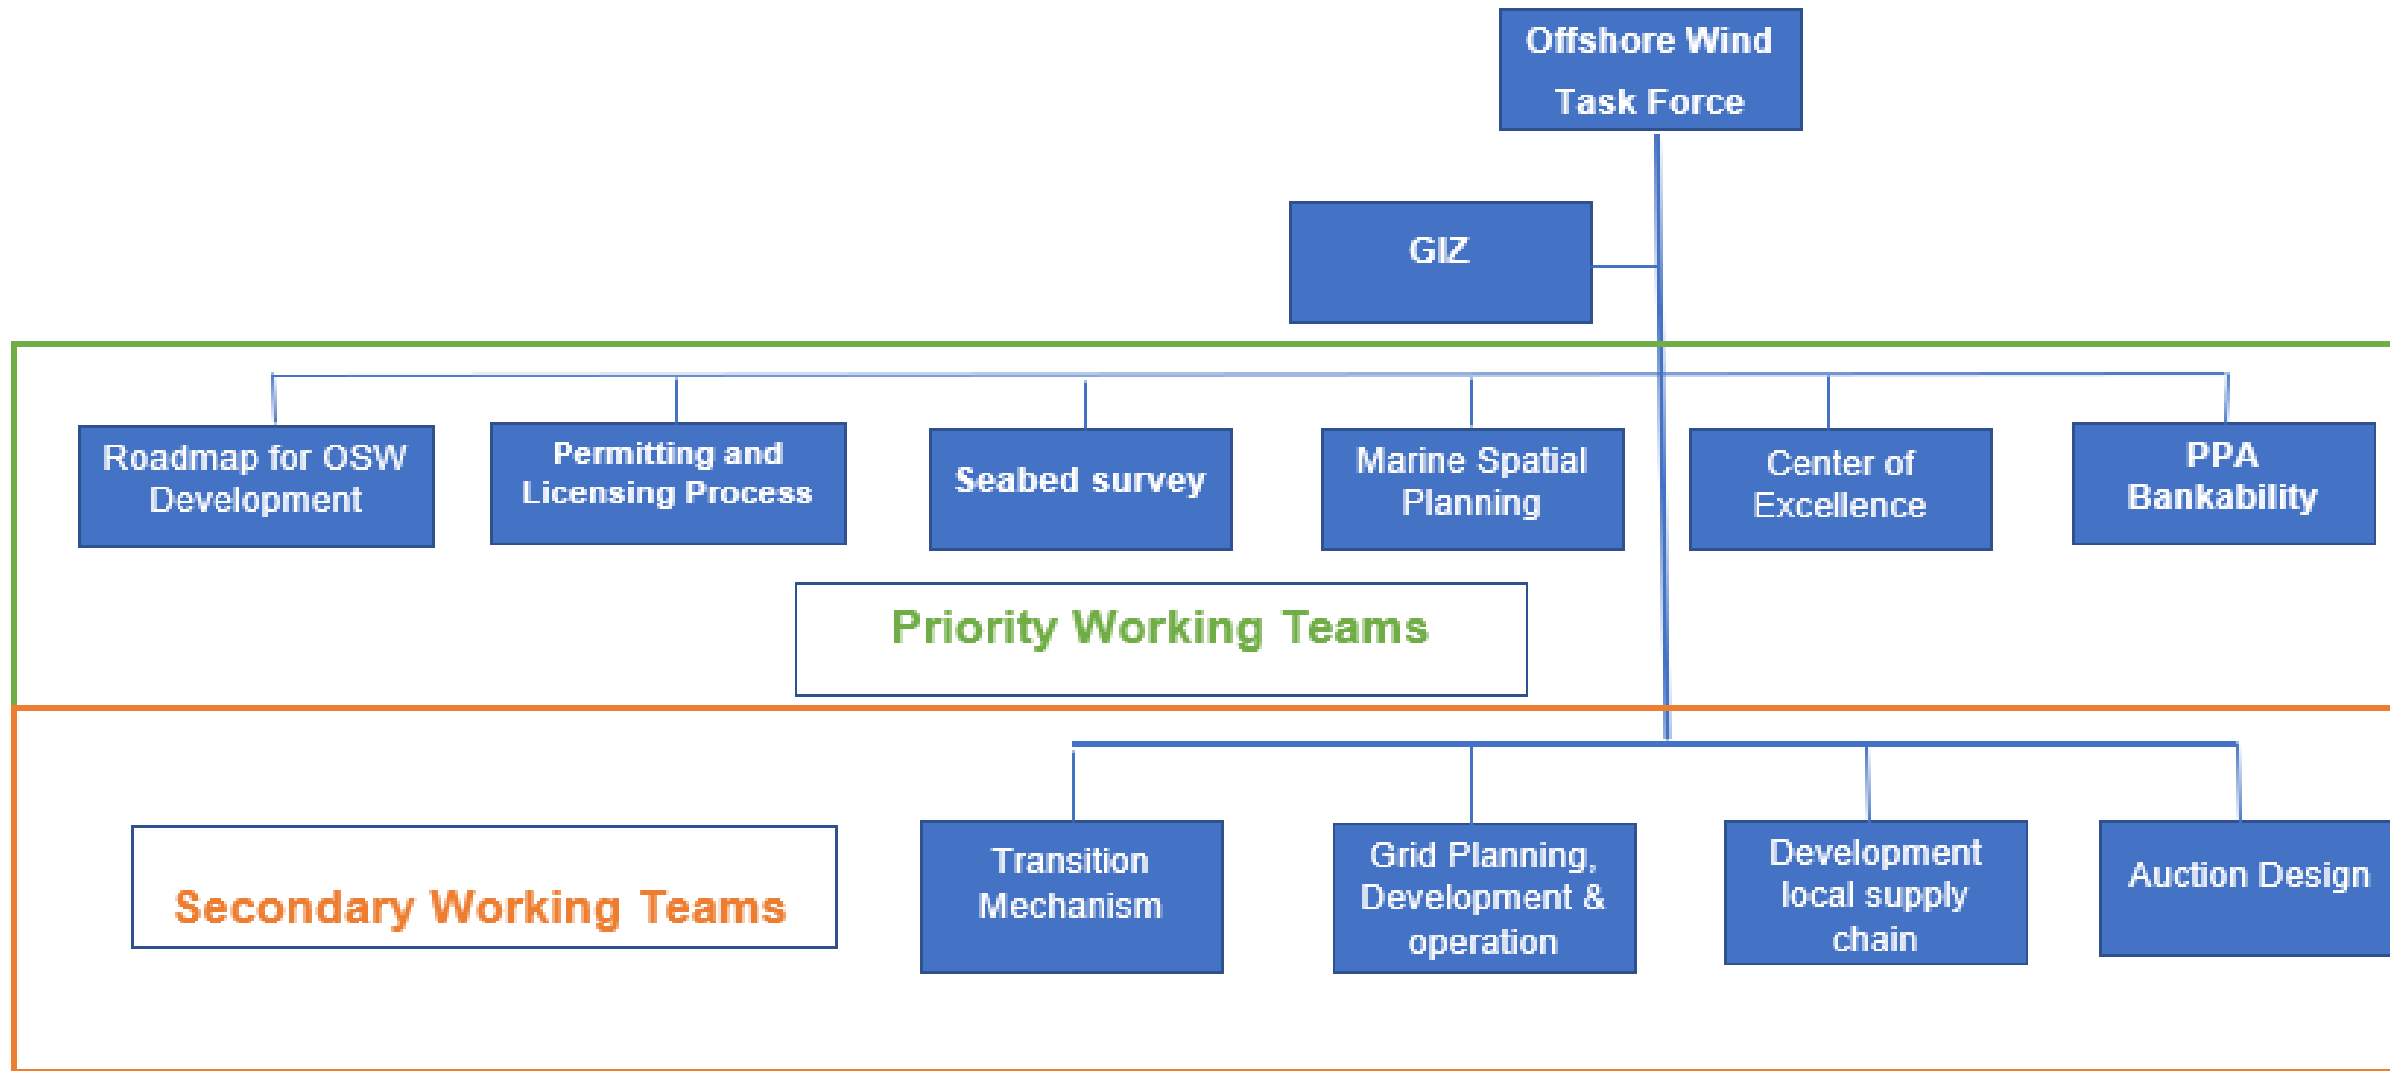 Offshore Wind
Task Force
GIZ
Roadmap for OSW
Development
Permitting and
Licensing Process
Seabed survey
Marine Spatial
Planning
Center of
Excellence
PPA
Bankability
Priority Working Teams
Secondary Working Teams
Transition
Mechanism
Grid Planning,
Development &
operation
Development
local supply
chain
Auction Design